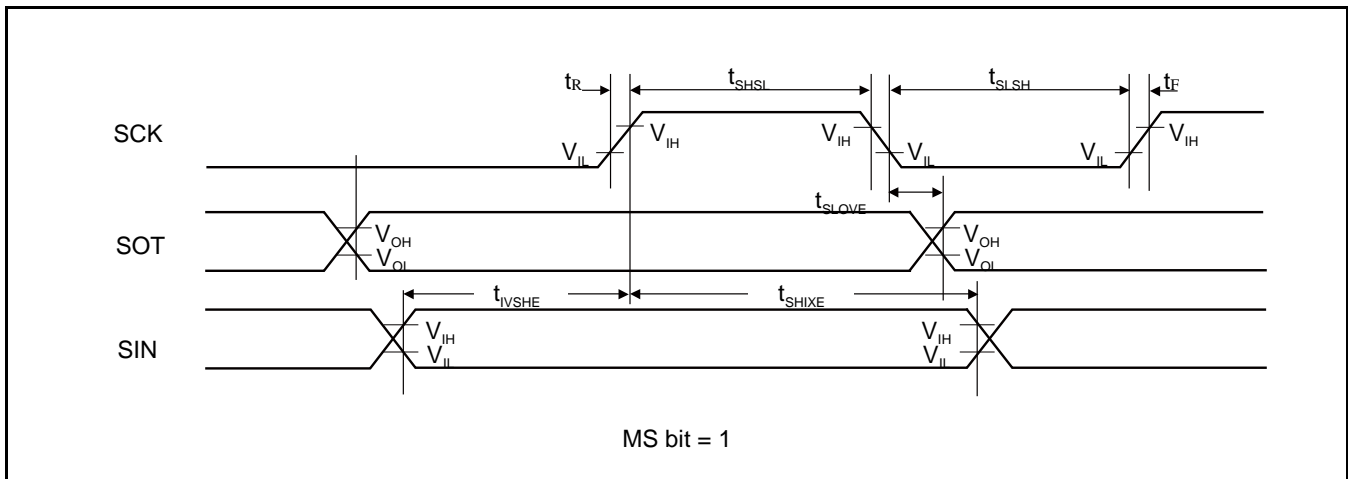 tR tSHSL tSLSH tF
SCK VIH VIH VIH
VIL VIL VIL
tSLOVE
SOT VOH VOH
VOL VOL
tIVSHE tSHIXE
SIN VIH VIH
VIL VIL
MS bit = 1